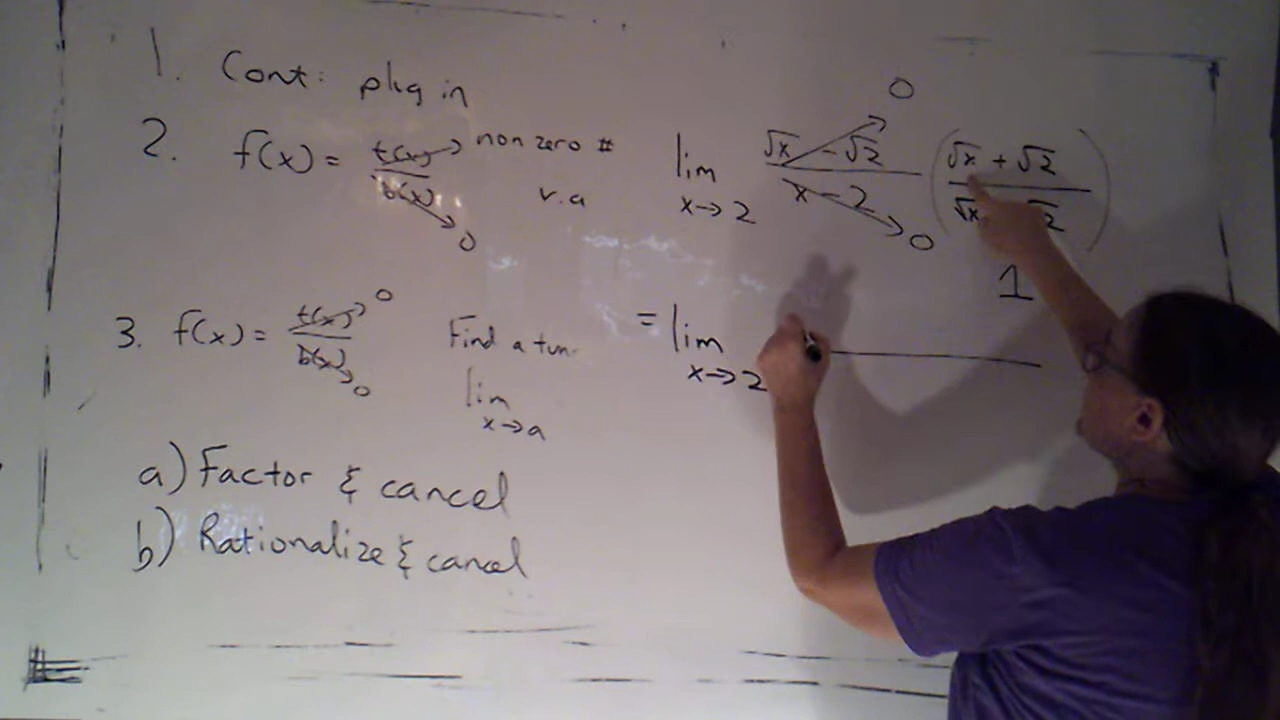 1. Cont: plug in
2. f(x) = t(x) / b(x) → non zero # → 0 v.a
3. f(x) = t(x) / b(x) → 0 → 0 Find a fun.
lim x→a
a) Factor & cancel
b) Rationalize & cancel
lim x→2 √x - √2 / x - 2 → 0 → 0 (√x + √2 / √x √2)
1
= lim x→2